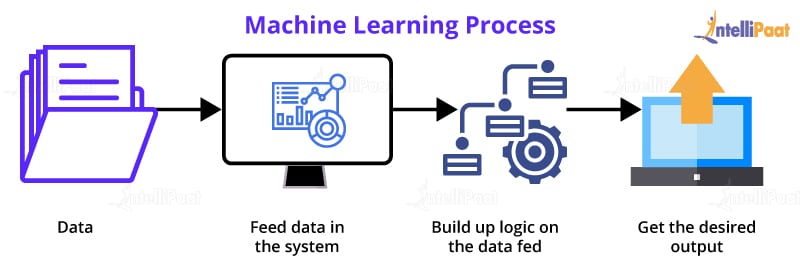 Machine Learning Process
intelliPaat
Data
Feed data in
the system
Build up logic on
the data fed
Get the desired
output